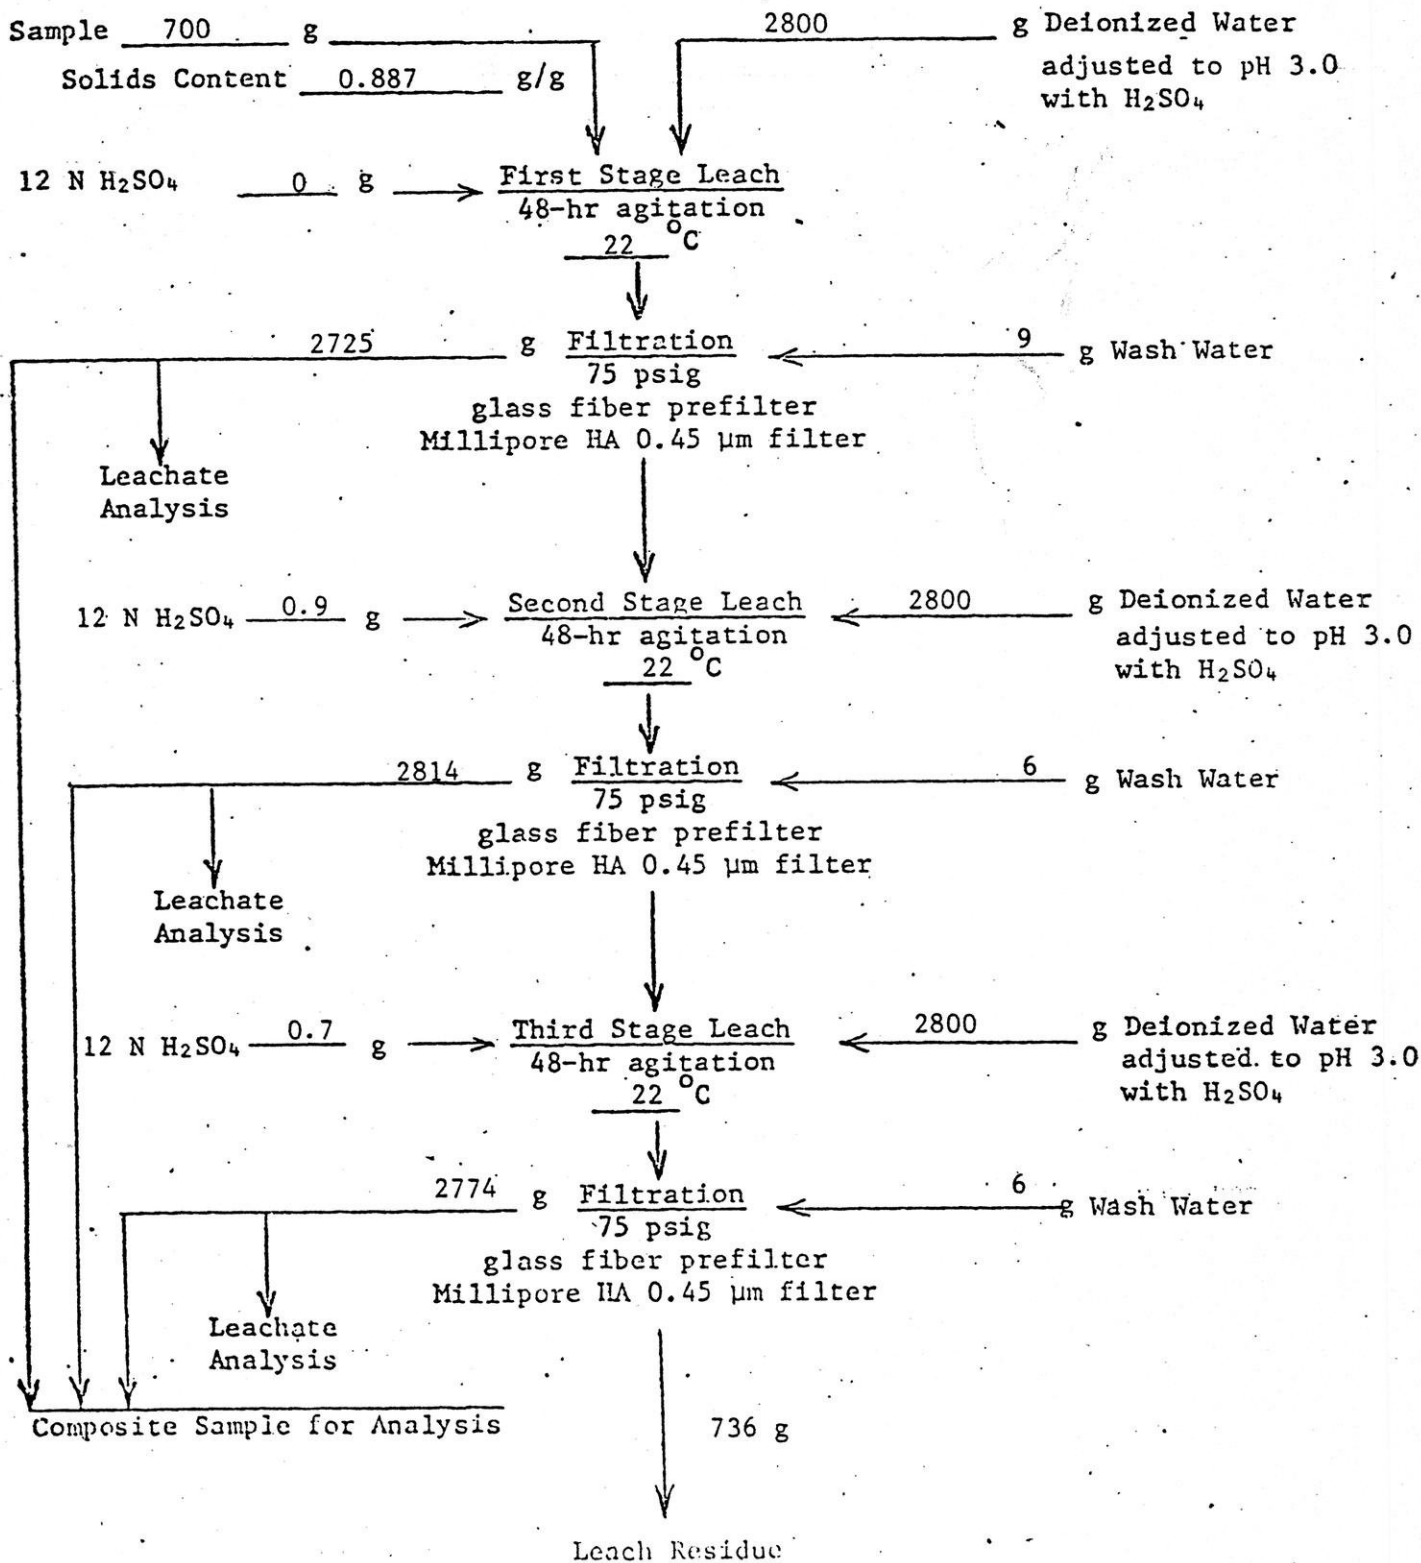 Sample 700 g
2800 g Deionized Water
adjusted to pH 3.0
with H₂SO₄
Solids Content 0.887 g/g
12 N H₂SO₄ 0 g
First Stage Leach
48-hr agitation
22 °C
2725 g
Filtration
75 psig
glass fiber prefilter
Millipore HA 0.45 µm filter
9 g Wash Water
Leachate
Analysis
12 N H₂SO₄ 0.9 g
Second Stage Leach
48-hr agitation
22 °C
2800 g Deionized Water
adjusted to pH 3.0
with H₂SO₄
2814 g
Filtration
75 psig
glass fiber prefilter
Millipore HA 0.45 µm filter
6 g Wash Water
Leachate
Analysis
12 N H₂SO₄ 0.7 g
Third Stage Leach
48-hr agitation
22 °C
2800 g Deionized Water
adjusted to pH 3.0
with H₂SO₄
2774 g
Filtration
75 psig
glass fiber prefilter
Millipore HA 0.45 µm filter
6 g Wash Water
Leachate
Analysis
Composite Sample for Analysis
736 g
Leach Residue